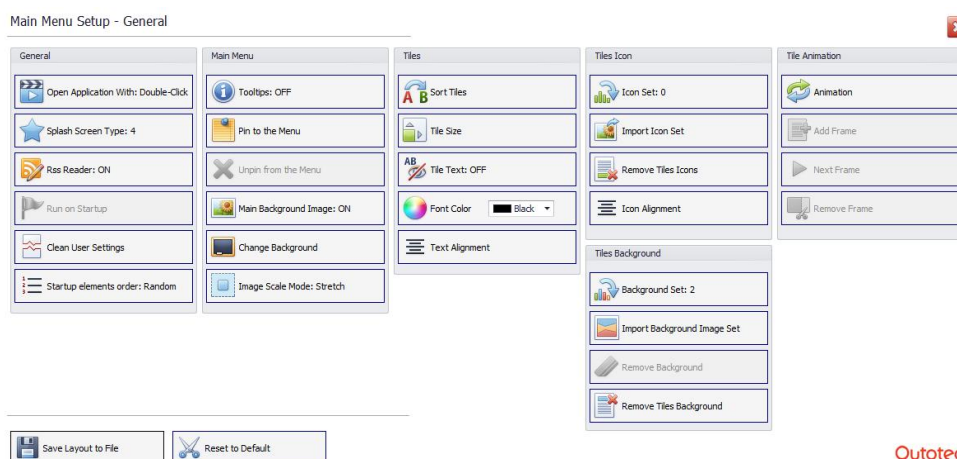 Main Menu Setup - General
General
Open Application With: Double-Click
Splash Screen Type: 4
Rss Reader: ON
Run on Startup
Clean User Settings
1
2
3
Startup elements order: Random
Main Menu
Tooltips: OFF
Pin to the Menu
Unpin from the Menu
Main Background Image: ON
Change Background
Image Scale Mode: Stretch
Tiles
A B Sort Tiles
Tile Size
AB Tile Text: OFF
Font Color Black
Text Alignment
Tiles Icon
Icon Set: 0
Import Icon Set
Remove Tiles Icons
Icon Alignment
Tiles Background
Background Set: 2
Import Background Image Set
Remove Background
Remove Tiles Background
Tile Animation
Animation
Add Frame
Next Frame
Remove Frame
Save Layout to File
Reset to Default
Outotec